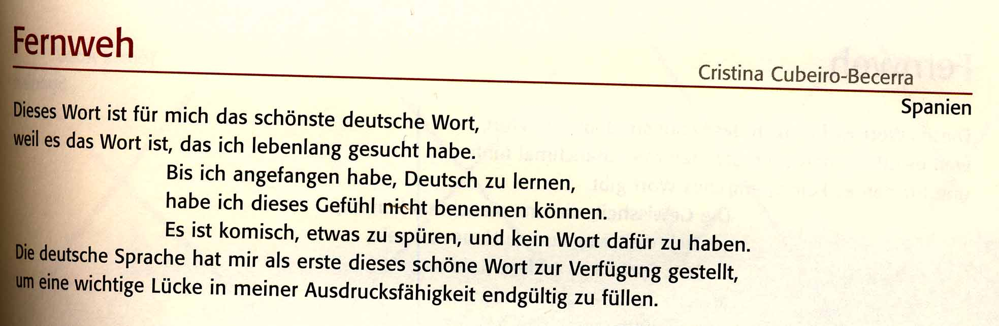 Fernweh
Cristina Cubeiro-Becerra
Spanien
Dieses Wort ist für mich das schönste deutsche Wort,
weil es das Wort ist, das ich lebenlang gesucht habe.
Bis ich angefangen habe, Deutsch zu lernen,
habe ich dieses Gefühl nicht benennen können.
Es ist komisch, etwas zu spüren, und kein Wort dafür zu haben.
Die deutsche Sprache hat mir als erste dieses schöne Wort zur Verfügung gestellt,
um eine wichtige Lücke in meiner Ausdrucksfähigkeit endgültig zu füllen.